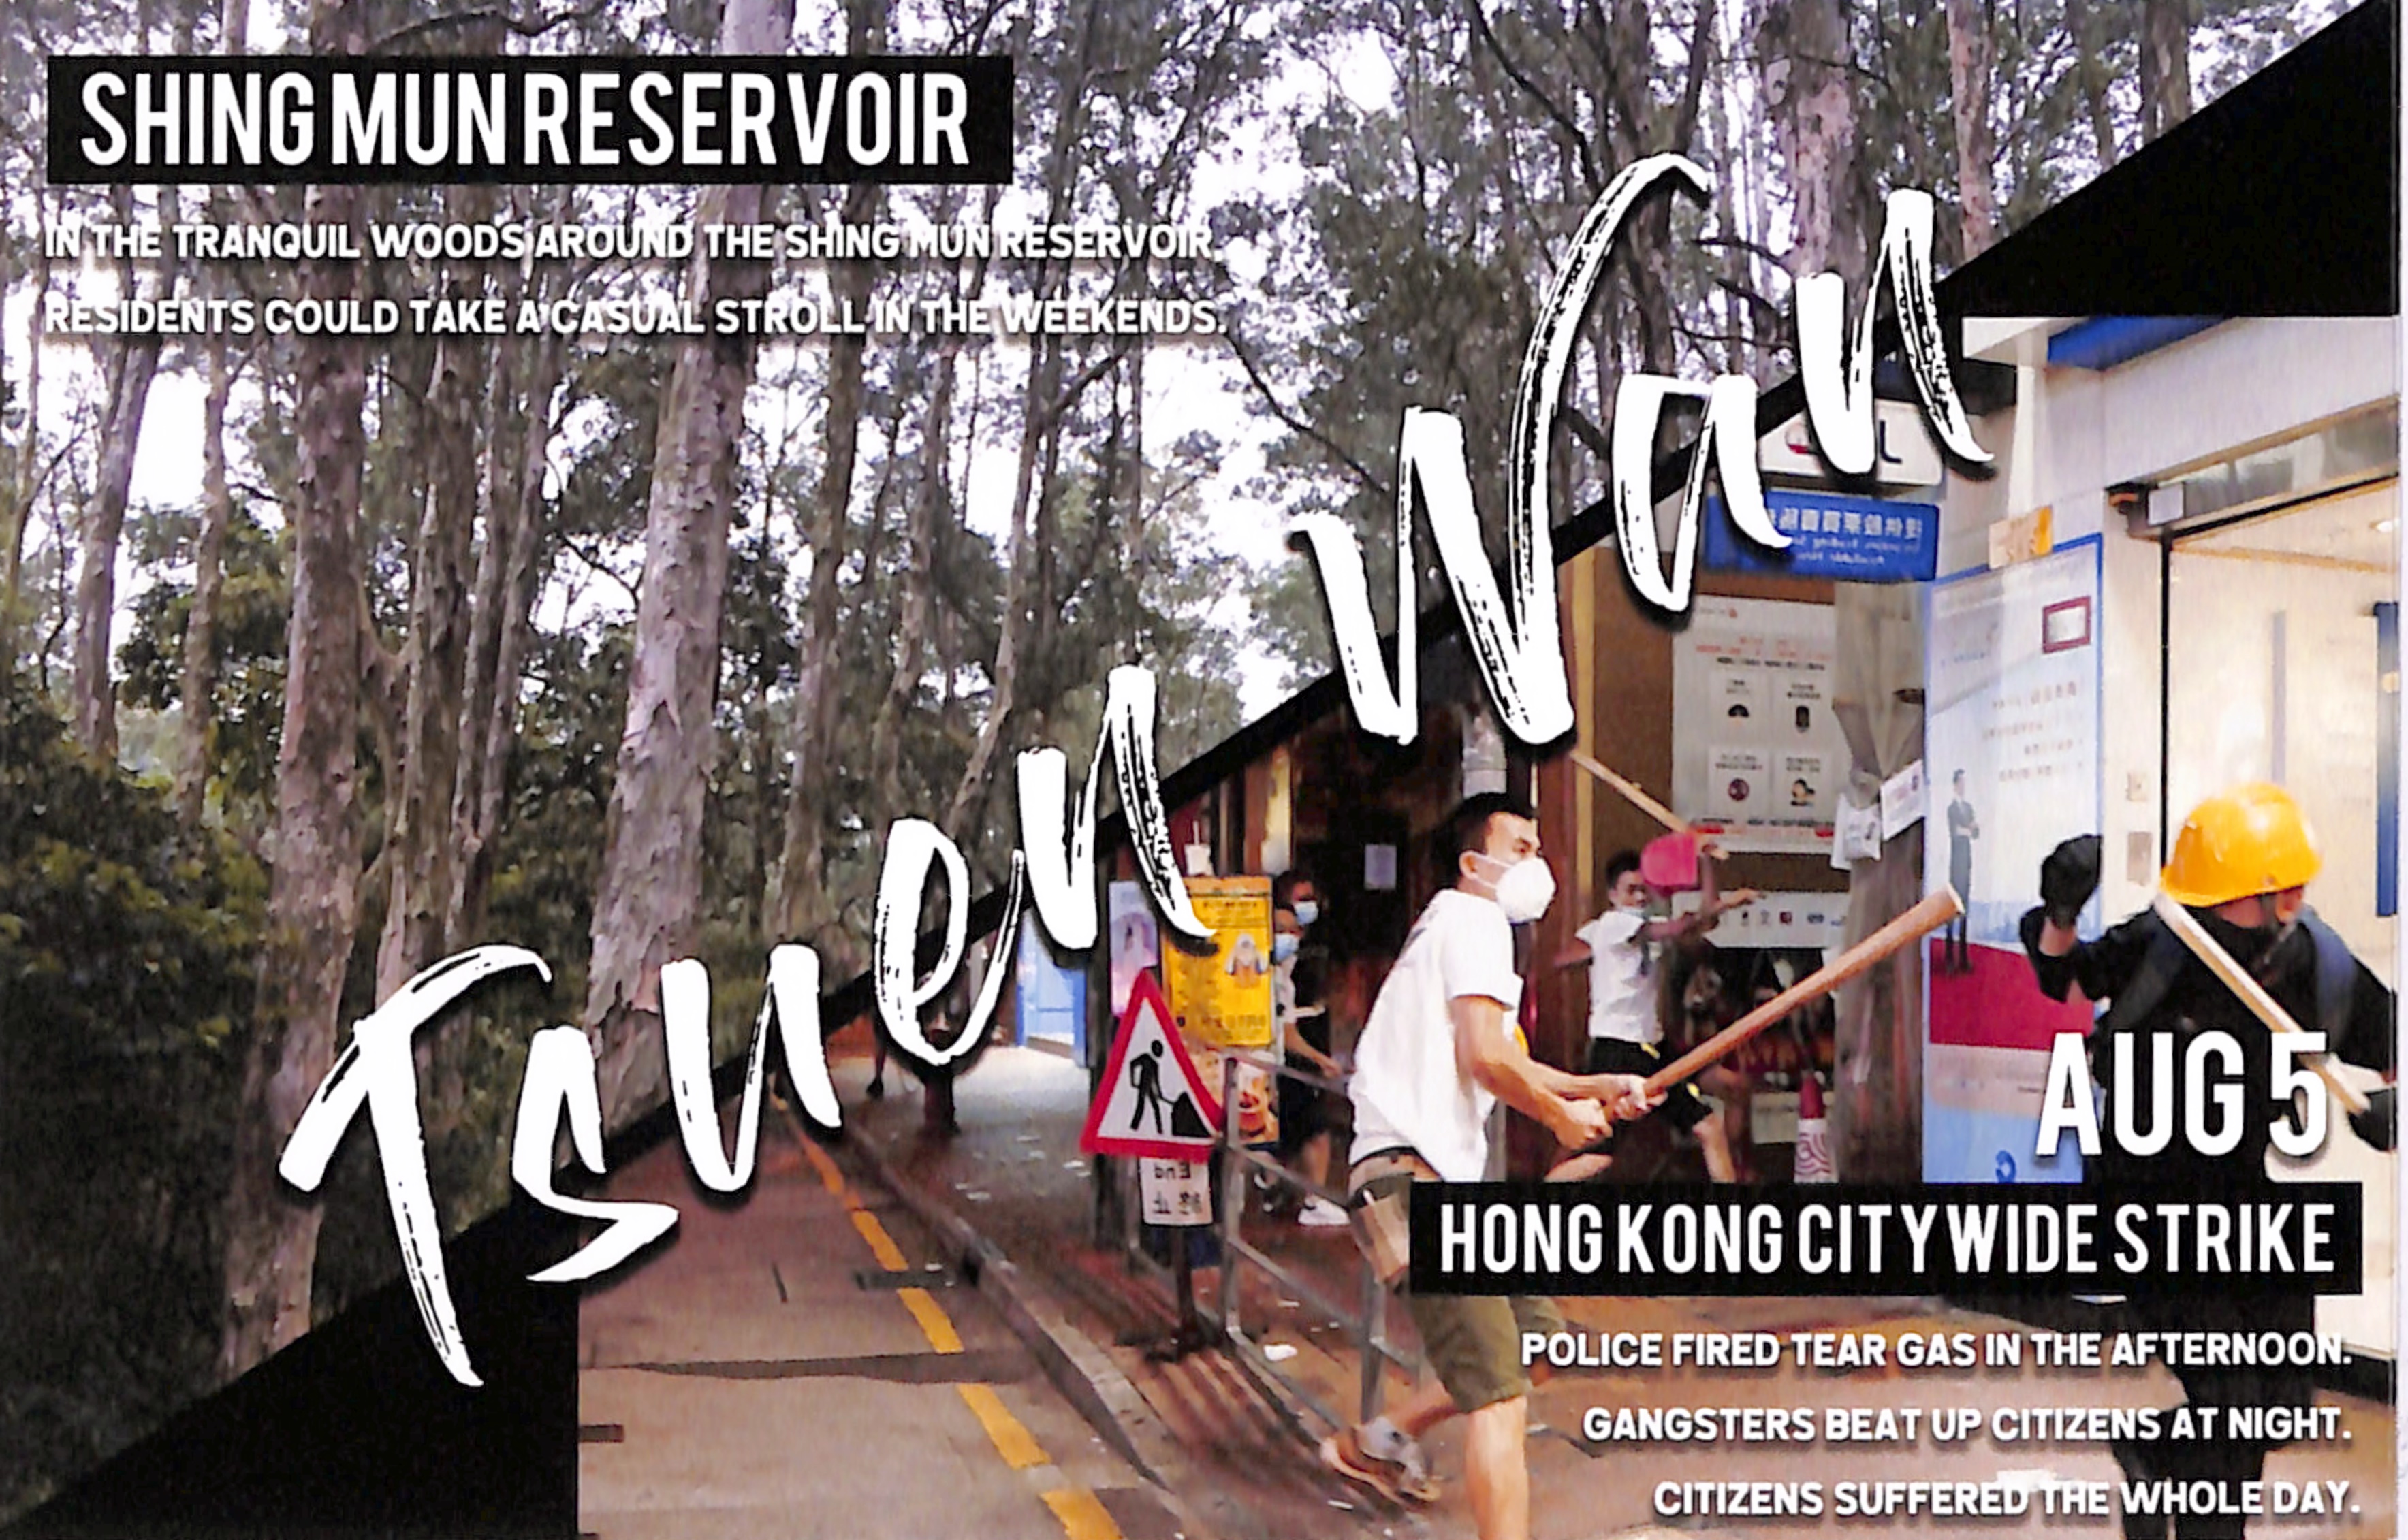 SHING MUN RESERVOIR
IN THE TRANQUIL WOODS AROUND THE SHING MUN RESERVOIR,
RESIDENTS COULD TAKE A CASUAL STROLL IN THE WEEKENDS.
Tsuen Wan
End
AUG 5
HONG KONG CITYWIDE STRIKE
POLICE FIRED TEAR GAS IN THE AFTERNOON.
GANGSTERS BEAT UP CITIZENS AT NIGHT.
CITIZENS SUFFERED THE WHOLE DAY.